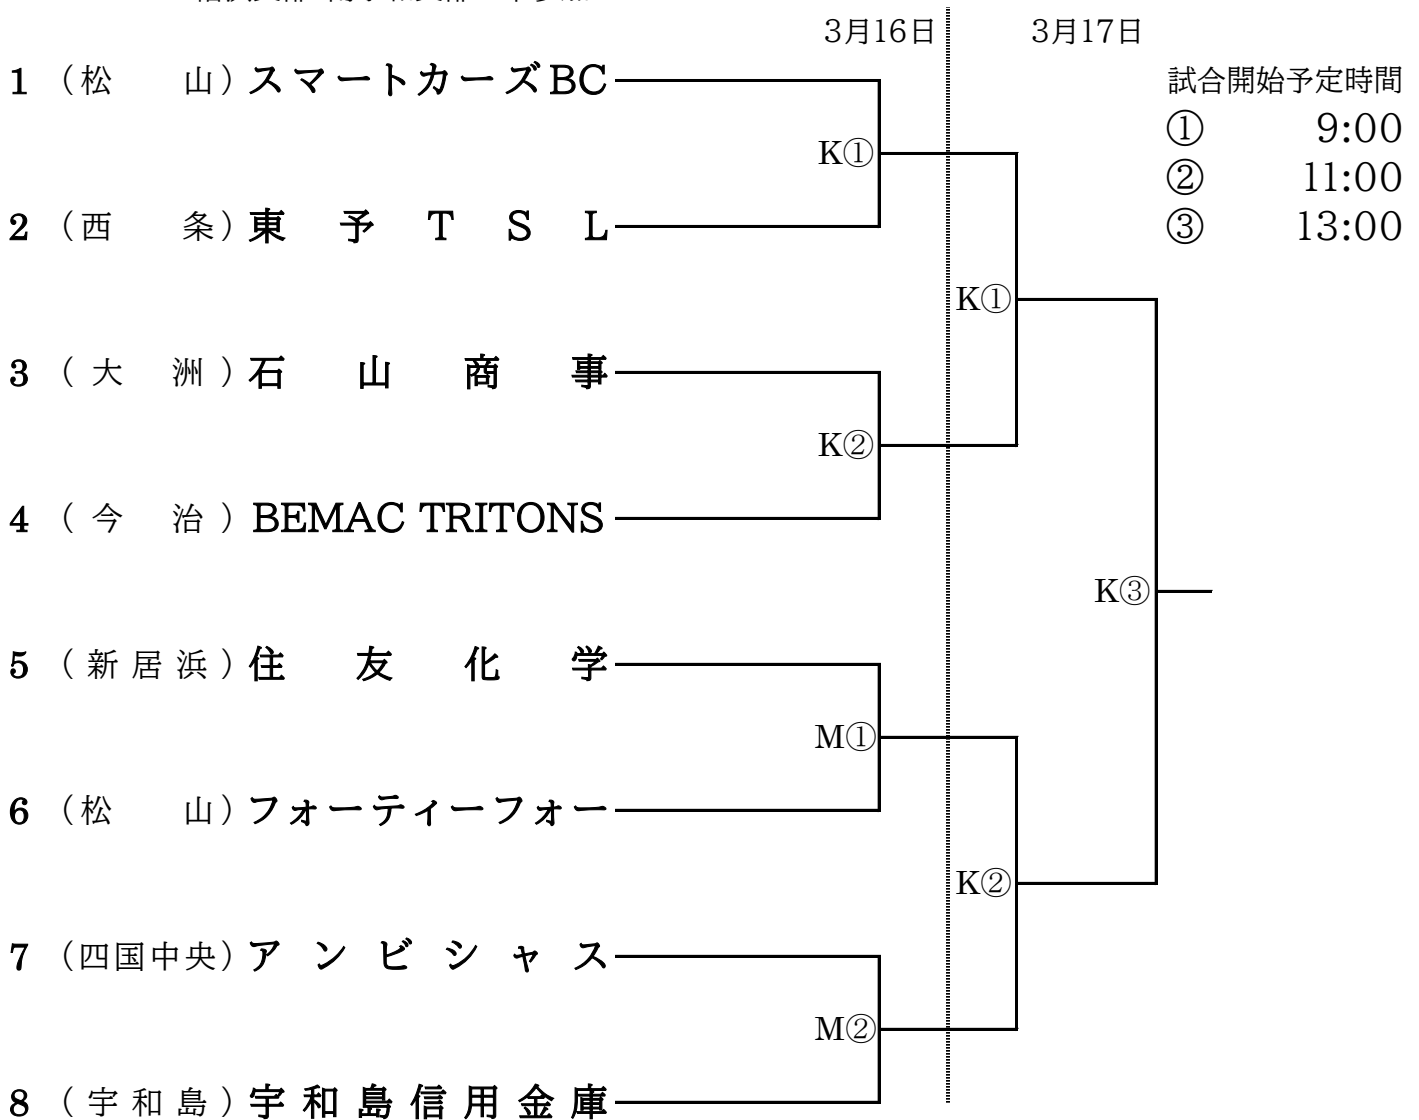 3月16日 3月17日
試合開始予定時間
① 9:00
② 11:00
③ 13:00
1 (松山) スマートカーズBC
K①
2 (西条) 東予TSL
K①
3 (大洲) 石山商事
K②
4 (今治) BEMAC TRITONS
K③
5 (新居浜) 住友化学
M①
6 (松山) フォーティーフォー
K②
7 (四国中央) アンビシャス
M②
8 (宇和島) 宇和島信用金庫